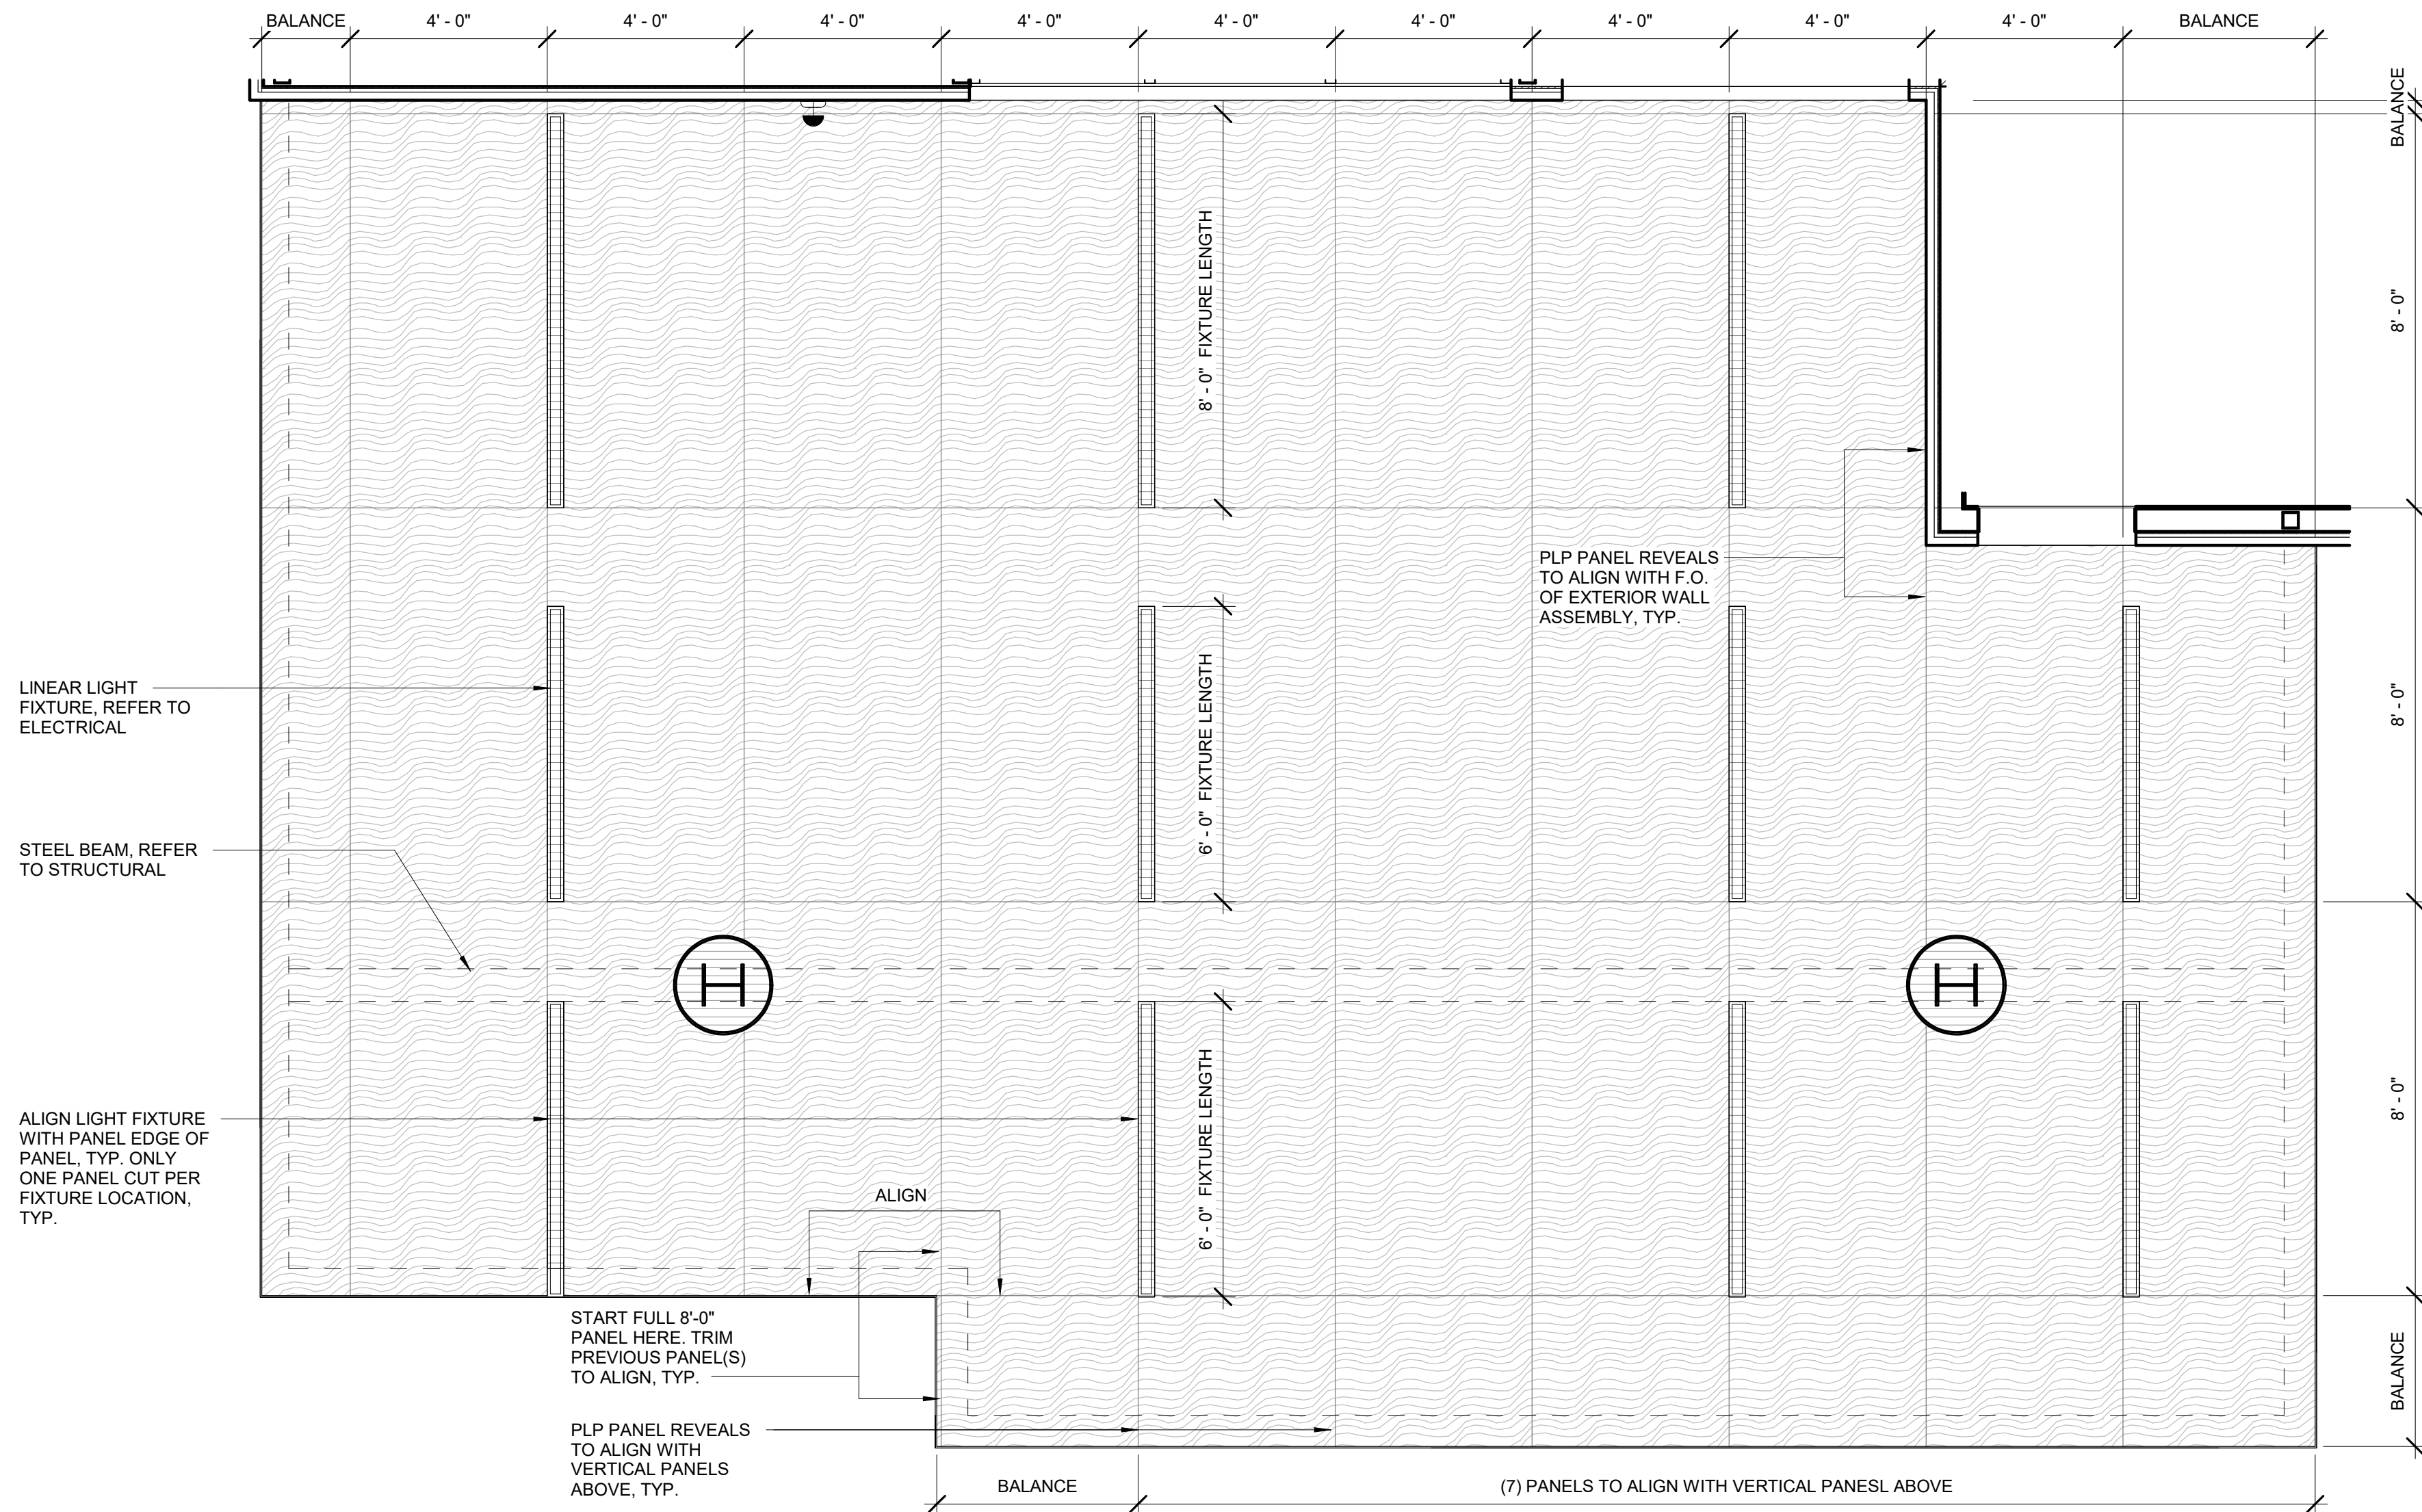 BALANCE 4' - 0" 4' - 0" 4' - 0" 4' - 0" 4' - 0" 4' - 0" 4' - 0" 4' - 0" 4' - 0" BALANCE
BALANCE
8' - 0"
8' - 0" FIXTURE LENGTH
PLP PANEL REVEALS
TO ALIGN WITH F.O.
OF EXTERIOR WALL
ASSEMBLY, TYP.
LINEAR LIGHT
FIXTURE, REFER TO
ELECTRICAL
6' - 0" FIXTURE LENGTH
8' - 0"
STEEL BEAM, REFER
TO STRUCTURAL
H
H
ALIGN LIGHT FIXTURE
WITH PANEL EDGE OF
PANEL, TYP. ONLY
ONE PANEL CUT PER
FIXTURE LOCATION,
TYP.
6' - 0" FIXTURE LENGTH
8' - 0"
ALIGN
START FULL 8'-0"
PANEL HERE. TRIM
PREVIOUS PANEL(S)
TO ALIGN, TYP.
BALANCE
PLP PANEL REVEALS
TO ALIGN WITH
VERTICAL PANELS
ABOVE, TYP.
BALANCE
(7) PANELS TO ALIGN WITH VERTICAL PANESL ABOVE